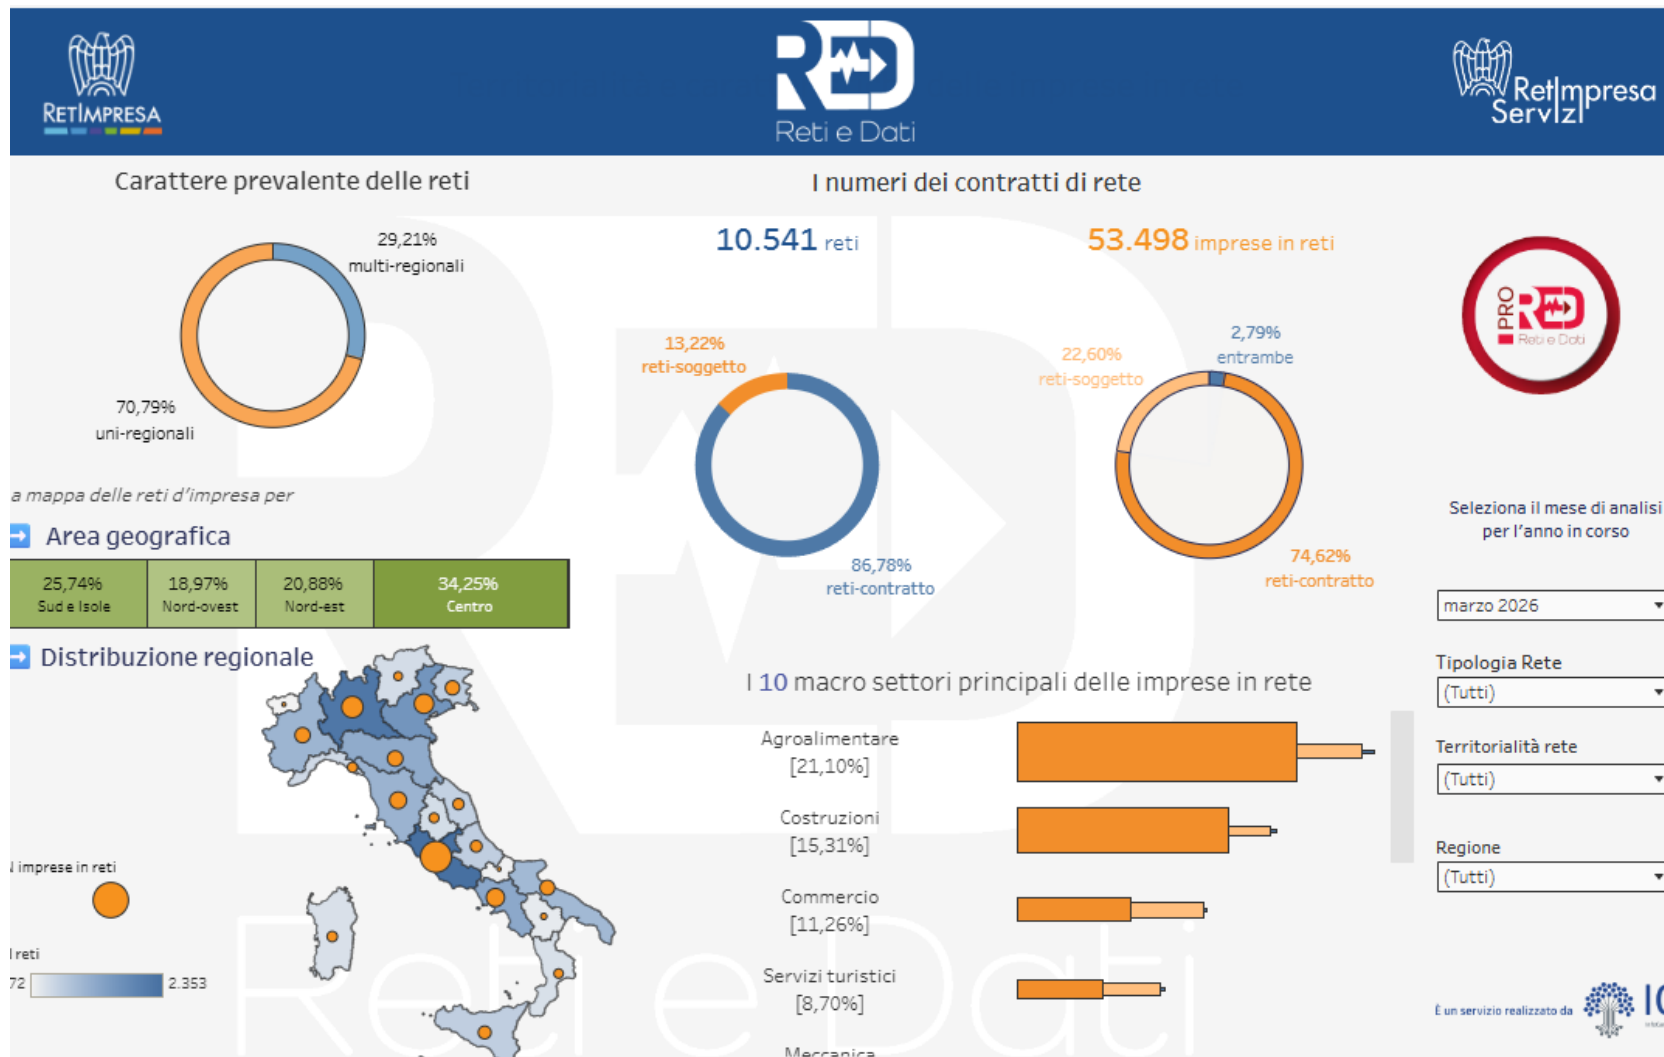 RETIMPRESA
RED
Reti e Dati
RetImpresa
Servizi
Carattere prevalente delle reti
29,21%
multi-regionali
70,79%
uni-regionali
I numeri dei contratti di rete
10.541 reti
53.498 imprese in reti
13,22%
reti-soggetto
86,78%
reti-contratto
2,79%
entrambe
22,60%
reti-soggetto
74,62%
reti-contratto
PRO
RED
Reti e Dati
a mappa delle reti d'impresa per
Area geografica
25,74%
Sud e Isole
18,97%
Nord-ovest
20,88%
Nord-est
34,25%
Centro
Distribuzione regionale
imprese in reti
reti
72
2.353
I 10 macro settori principali delle imprese in rete
Agroalimentare
[21,10%]
Costruzioni
[15,31%]
Commercio
[11,26%]
Servizi turistici
[8,70%]
Meccanica
Seleziona il mese di analisi
per l'anno in corso
marzo 2026
Tipologia Rete
(Tutti)
Territorialità rete
(Tutti)
Regione
(Tutti)
È un servizio realizzato da
RED
Reti e Dati